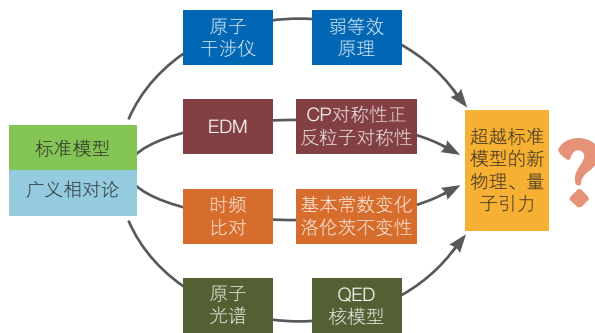 原子
干涉仪
弱等效
原理
EDM
CP对称性正
反粒子对称性
标准模型
广义相对论
时频
比对
基本常数变化
洛伦茨不变性
原子
光谱
QED
核模型
超越标准
模型的新
物理、量
子引力
?